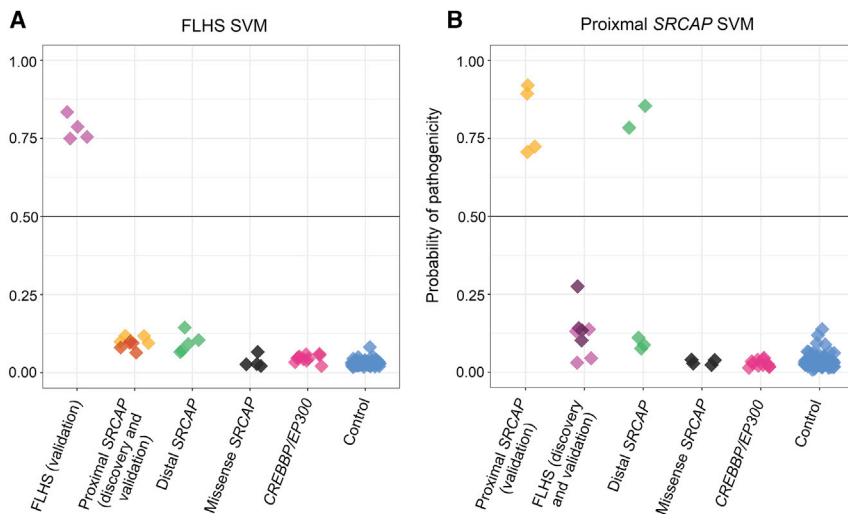 A
FLHS SVM
1.00
0.75
0.50
0.25
0.00
FLHS (validation)
Proximal SRCAP
(discovery and
validation)
Distal SRCAP
Missense SRCAP
CREBBP/EP300
Control
B
Proixmal SRCAP SVM
Probability of pathogenicity
1.00
0.75
0.50
0.25
0.00
Proximal SRCAP
(validation)
FLHS (discovery
and validation)
Distal SRCAP
Missense SRCAP
CREBBP/EP300
Control